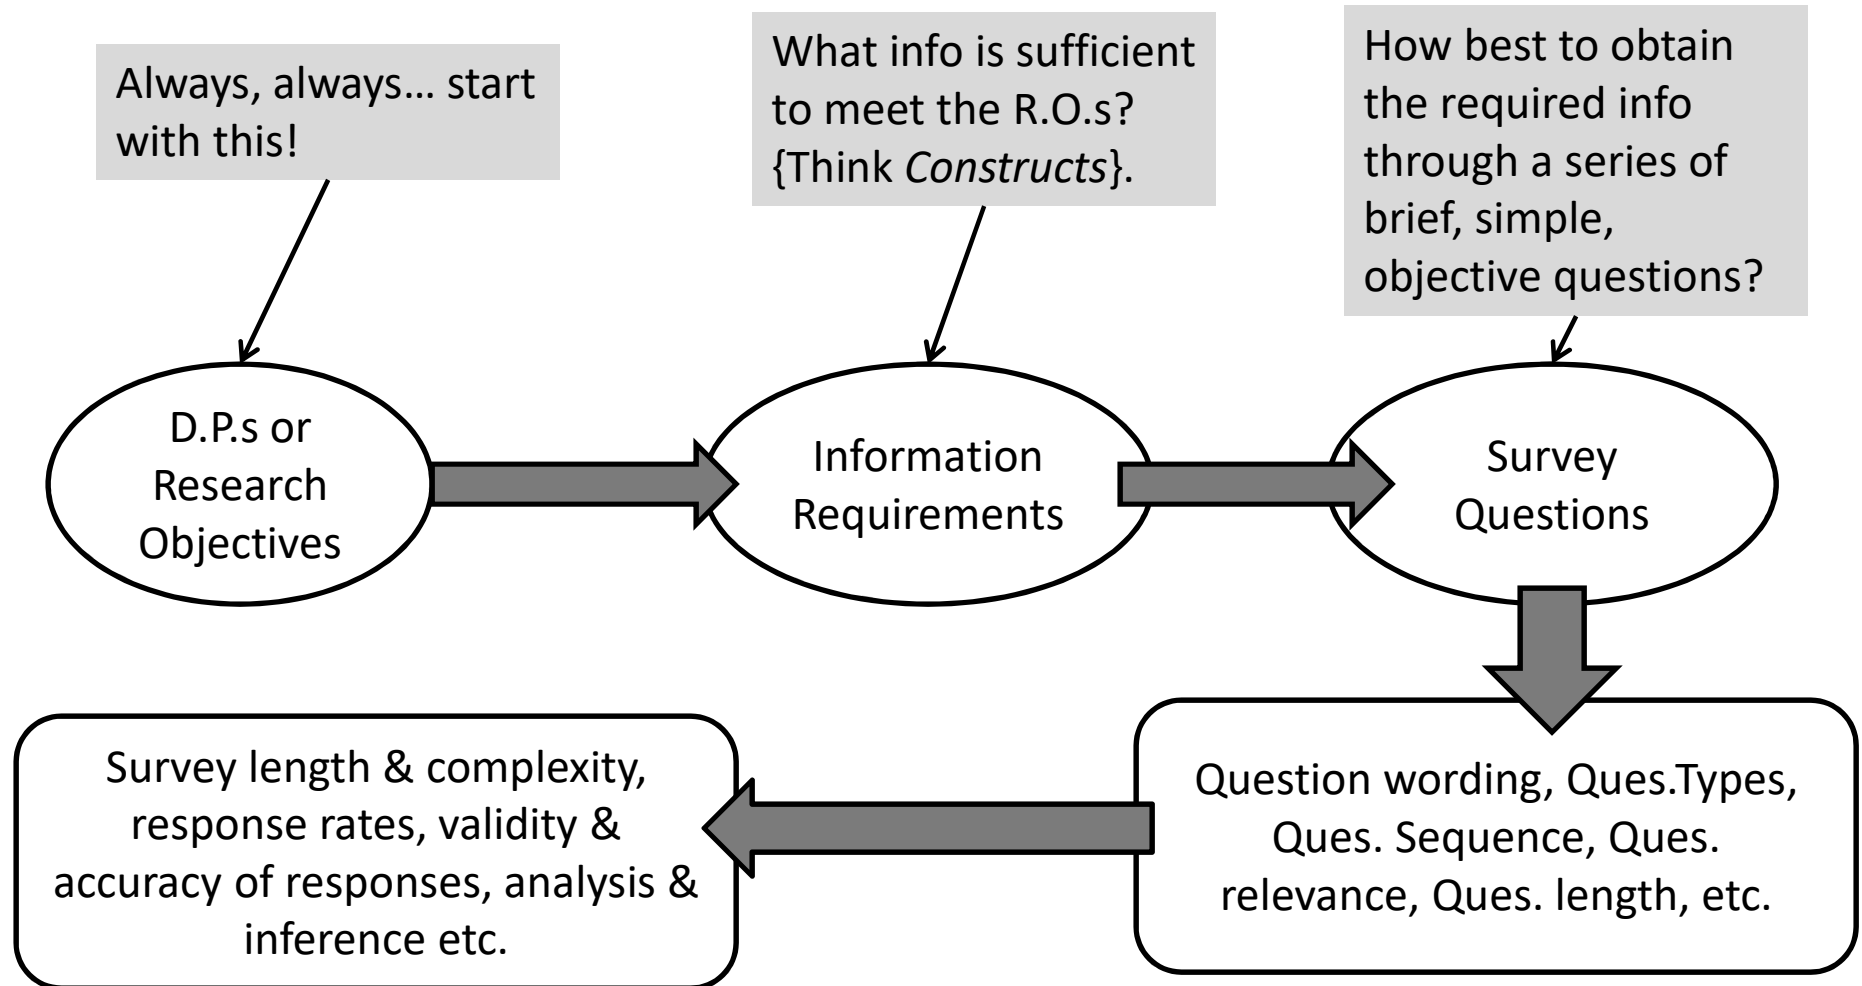 Always, always... start
with this!
What info is sufficient
to meet the R.O.s?
{Think Constructs}.
How best to obtain
the required info
through a series of
brief, simple,
objective questions?
D.P.s or
Research
Objectives
Information
Requirements
Survey
Questions
Question wording, Ques.Types,
Ques. Sequence, Ques.
relevance, Ques. length, etc.
Survey length & complexity,
response rates, validity &
accuracy of responses, analysis &
inference etc.